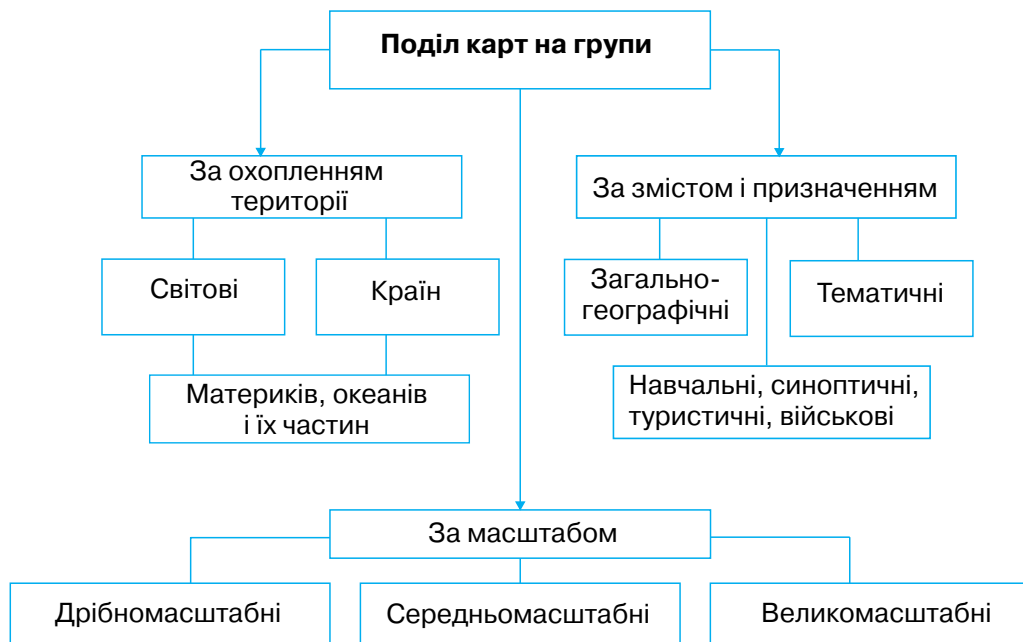 Поділ карт на групи
За охопленням
території
За змістом і призначенням
Світові
Країн
Загально-
географічні
Тематичні
Материків, океанів
і їх частин
Навчальні, синоптичні,
туристичні, військові
За масштабом
Дрібномасштабні
Середньомасштабні
Великомасштабні